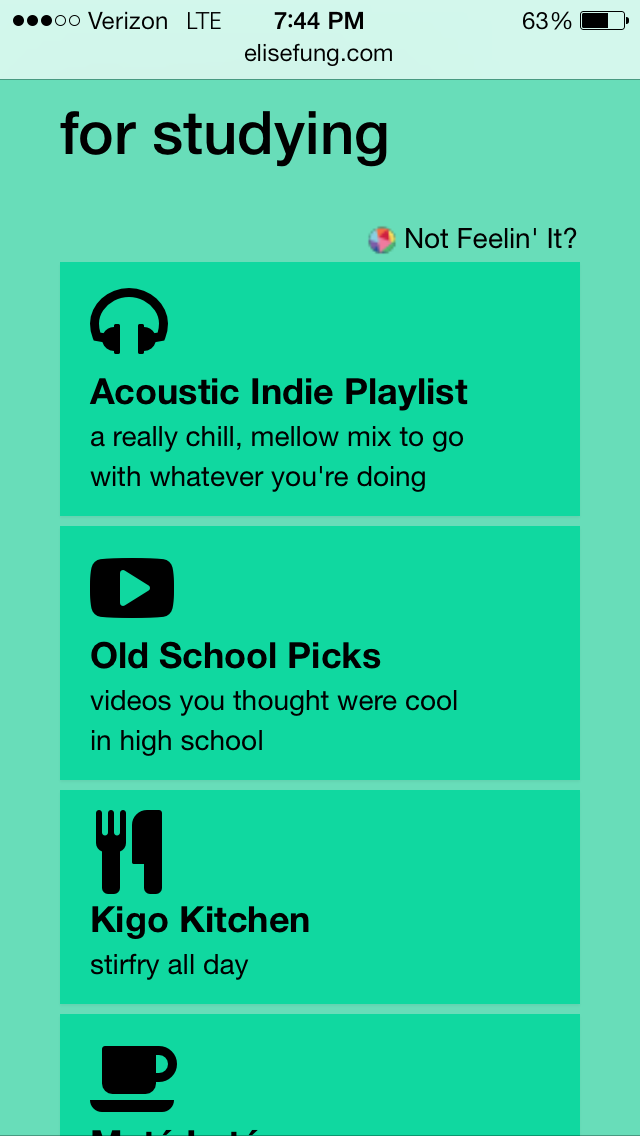 Verizon LTE 7:44 PM 63%
elisefung.com
for studying
Not Feelin' It?
Acoustic Indie Playlist
a really chill, mellow mix to go
with whatever you're doing
Old School Picks
videos you thought were cool
in high school
Kigo Kitchen
stirfry all day